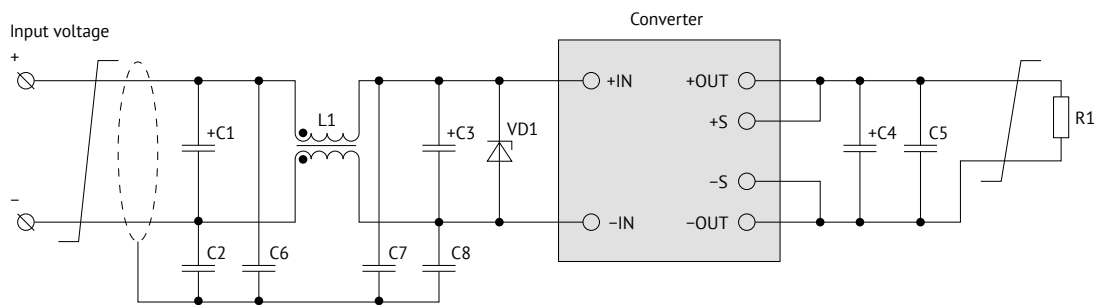 Converter
Input voltage
+
+IN
+OUT
L1
+S
R1
+C1
+C3
VD1
+C4
C5
−S
−
−IN
−OUT
C2
C6
C7
C8